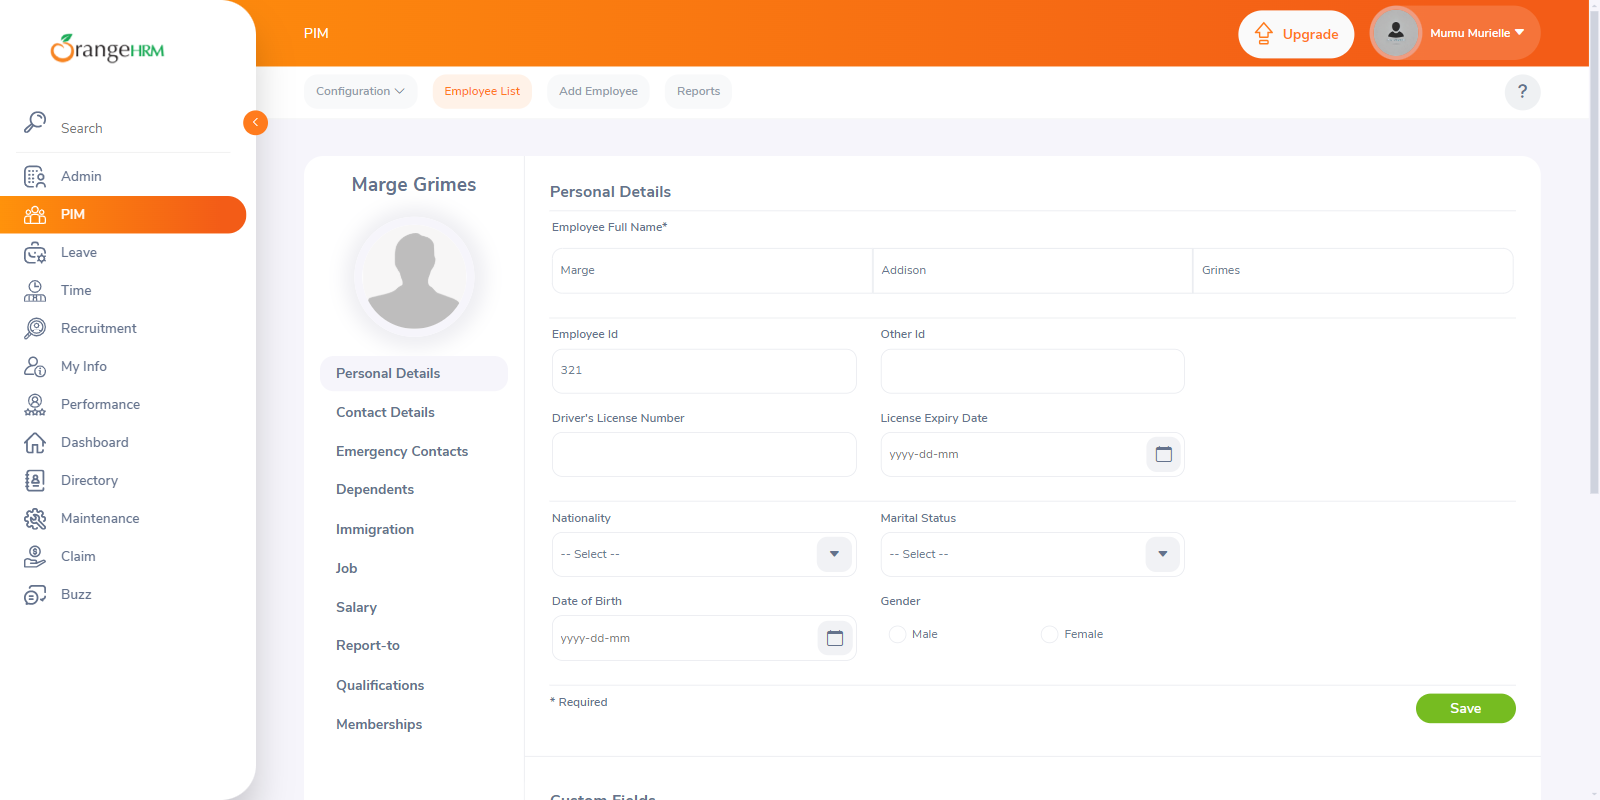 OrangeHRM
PIM
Upgrade
Mumu Murielle
Configuration
Employee List
Add Employee
Reports
?
Search
Admin
PIM
Leave
Time
Recruitment
My Info
Performance
Dashboard
Directory
Maintenance
Claim
Buzz
Marge Grimes
Personal Details
Contact Details
Emergency Contacts
Dependents
Immigration
Job
Salary
Report-to
Qualifications
Memberships
Personal Details
Employee Full Name*
Marge Addison Grimes
Employee Id Other Id
321
Driver's License Number License Expiry Date
yyyy-dd-mm
Nationality Marital Status
-- Select -- -- Select --
Date of Birth Gender
yyyy-dd-mm Male Female
* Required
Save
Custom Fields